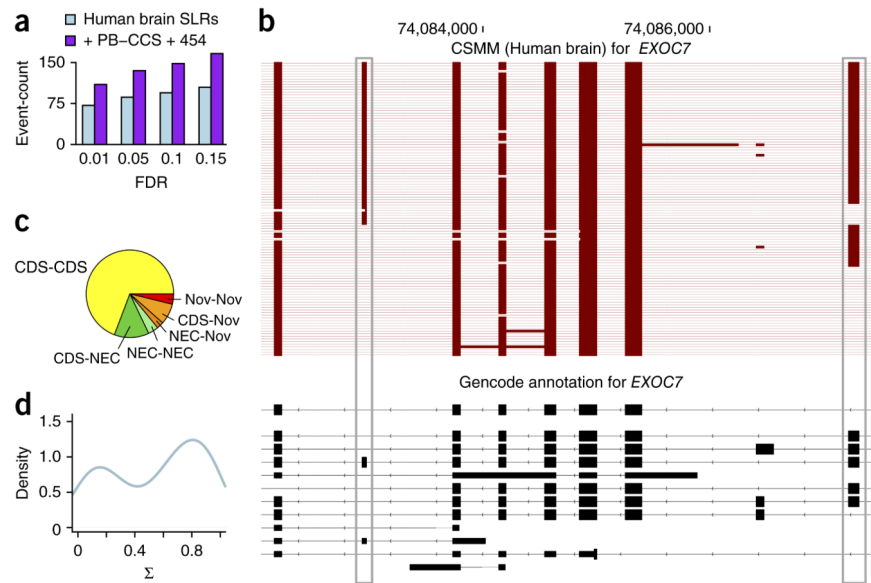 a
Human brain SLRs
+ PB–CCS + 454
Event-count
150
75
0
0.01 0.05 0.1 0.15
FDR
b
74,084,000 74,086,000
CSMM (Human brain) for EXOC7
Gencode annotation for EXOC7
c
CDS-CDS
Nov-Nov
CDS-Nov
NEC-Nov
NEC-NEC
CDS-NEC
d
Density
1.5
1.0
0.5
0
0 0.4 0.8
Σ